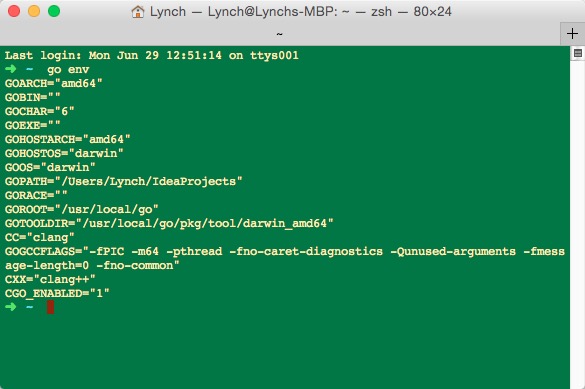 Lynch — Lynch@Lynchs-MBP: ~ — zsh — 80×24
~
Last login: Mon Jun 29 12:51:14 on ttys001
➜ ~ go env
GOARCH="amd64"
GOBIN=""
GOCHAR="6"
GOEXE=""
GOHOSTARCH="amd64"
GOHOSTOS="darwin"
GOOS="darwin"
GOPATH="/Users/Lynch/IdeaProjects"
GORACE=""
GOROOT="/usr/local/go"
GOTOOLDIR="/usr/local/go/pkg/tool/darwin_amd64"
CC="clang"
GOGCCFLAGS="-fPIC -m64 -pthread -fno-caret-diagnostics -Qunused-arguments -fmess
age-length=0 -fno-common"
CXX="clang++"
CGO_ENABLED="1"
➜ ~